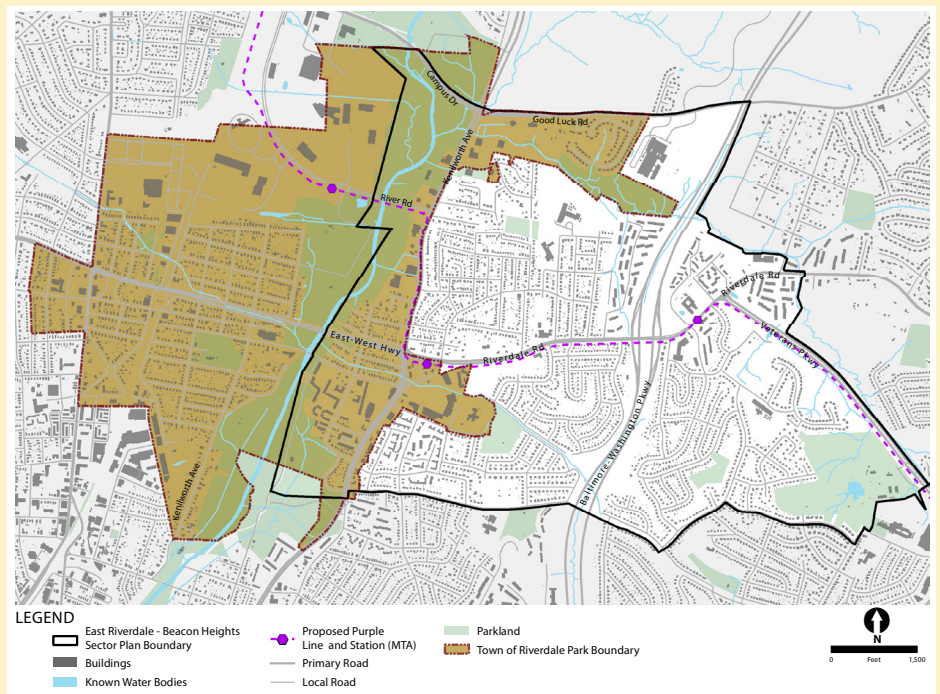 Campus Dr
Good Luck Rd
Kenilworth Ave
River Rd
Riverdale Rd
Veterans Pkwy
East-West Hwy
Riverdale Rd
Baltimore-Washington Pkwy
Kenilworth Ave
LEGEND
East Riverdale - Beacon Heights
Sector Plan Boundary
Buildings
Known Water Bodies
Proposed Purple
Line and Station (MTA)
Primary Road
Local Road
Parkland
Town of Riverdale Park Boundary
N
0 Feet 1,500